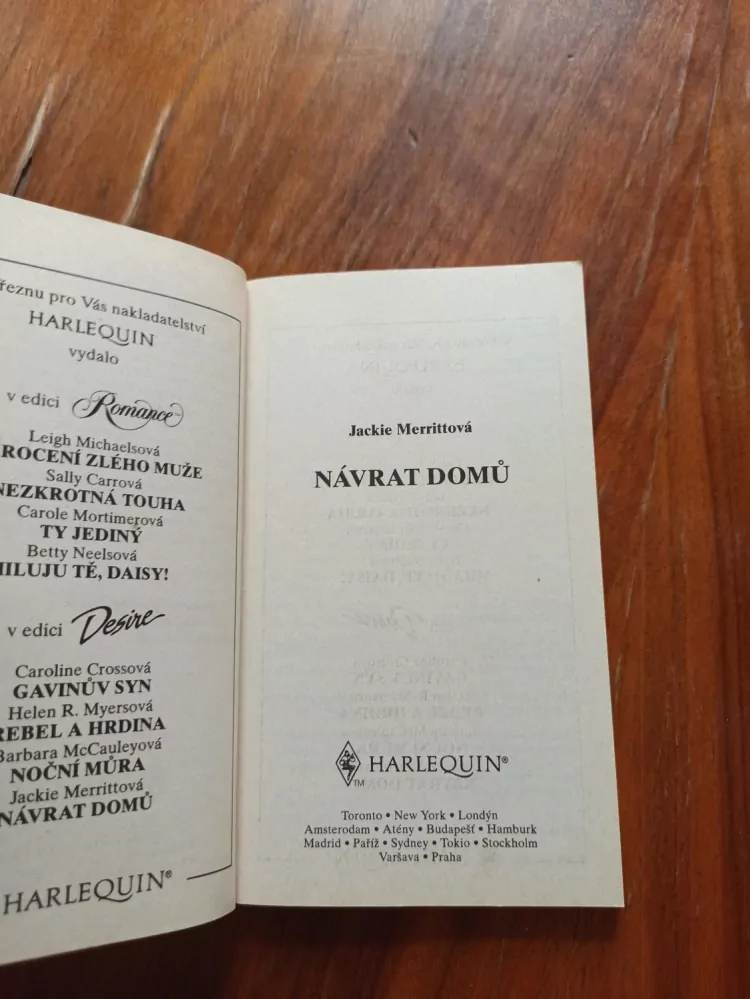 řeznu pro Vás nakladatelství
HARLEQUIN
vydalo
v edici Romance™
Leigh Michaelsová
ROCENÍ ZLÉHO MUŽE
Sally Carrová
NEZKROTNÁ TOUHA
Carole Mortimerová
TY JEDINÝ
Betty Neelsová
MILUJU TĚ, DAISY!
v edici Desire
Caroline Crossová
GAVINŮV SYN
Helen R. Myersová
REBEL A HRDINA
Barbara McCauleyová
NOČNÍ MŮRA
Jackie Merrittová
NÁVRAT DOMŮ
HARLEQUIN®
Jackie Merrittová
NÁVRAT DOMŮ
™ HARLEQUIN®
Toronto • New York • Londýn
Amsterodam • Atény • Budapešť • Hamburk
Madrid • Paříž • Sydney • Tokio • Stockholm
Varšava • Praha